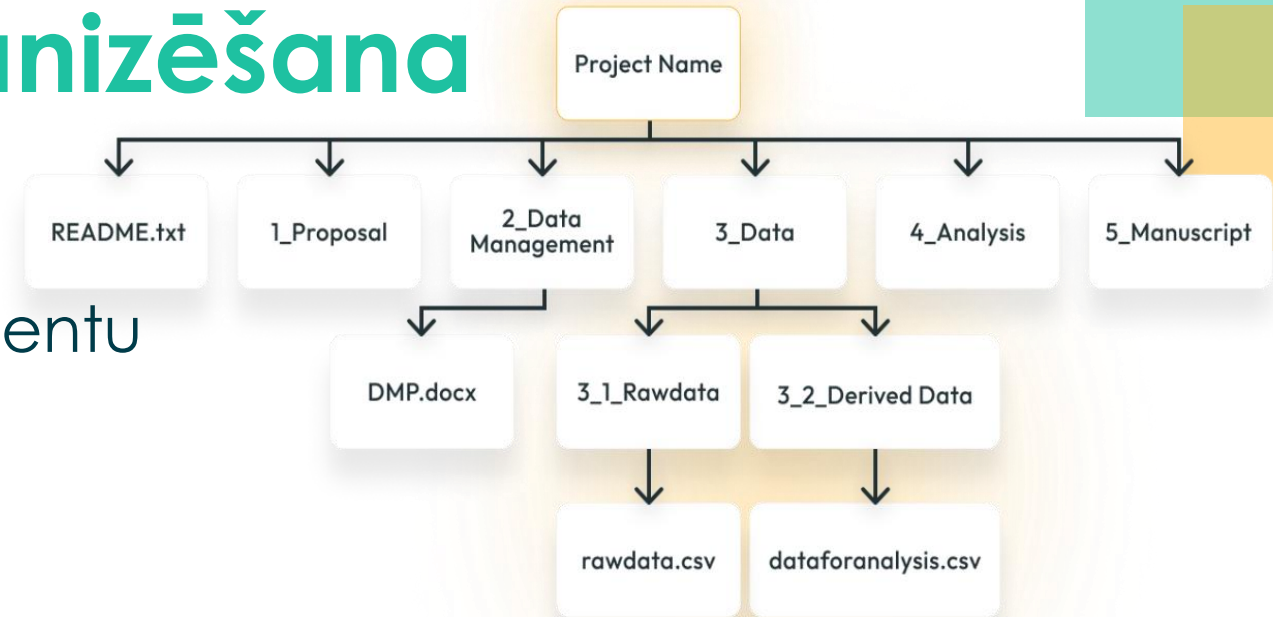 nizēšana
Project Name
README.txt
1_Proposal
2_Data
Management
3_Data
4_Analysis
5_Manuscript
entu
DMP.docx
3_1_Rawdata
3_2_Derived Data
rawdata.csv
dataforanalysis.csv